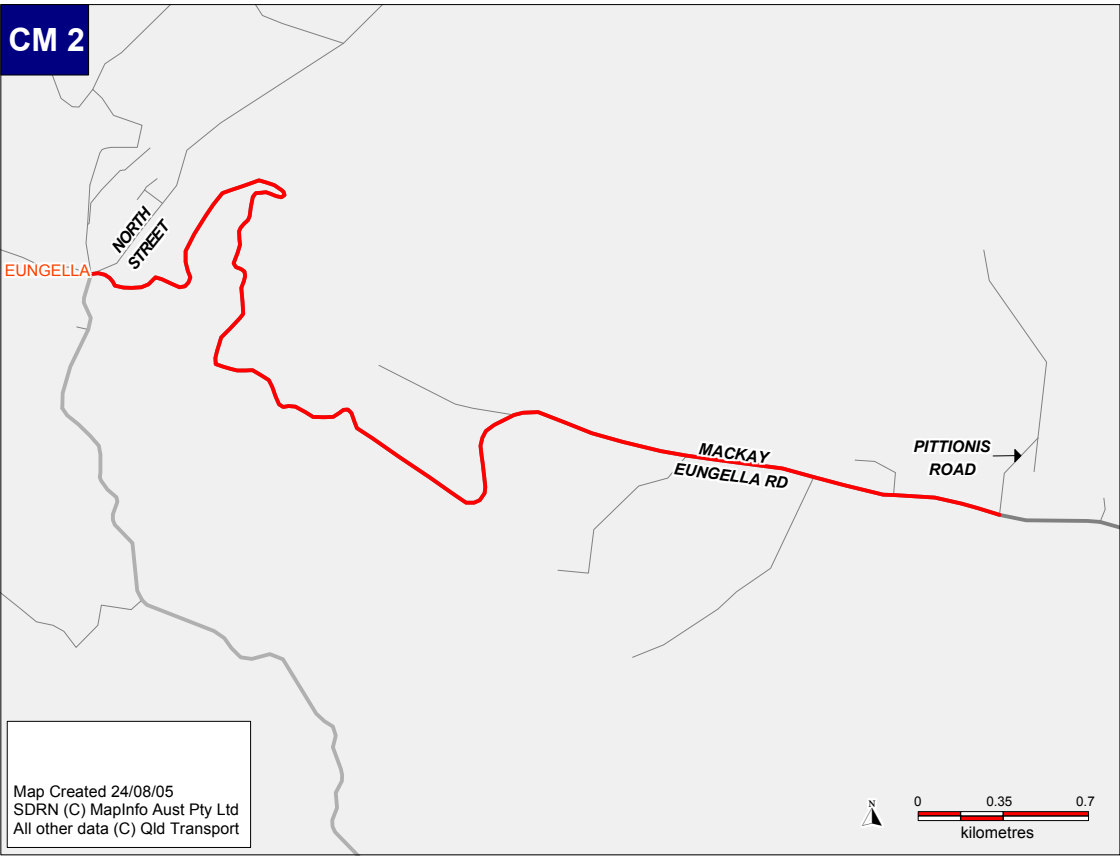 CM 2
NORTH
STREET
EUNGELLA
MACKAY
EUNGELLA RD
PITTIONIS
ROAD
Map Created 24/08/05
SDRN (C) MapInfo Aust Pty Ltd
All other data (C) Qld Transport
N
0 0.35 0.7
kilometres